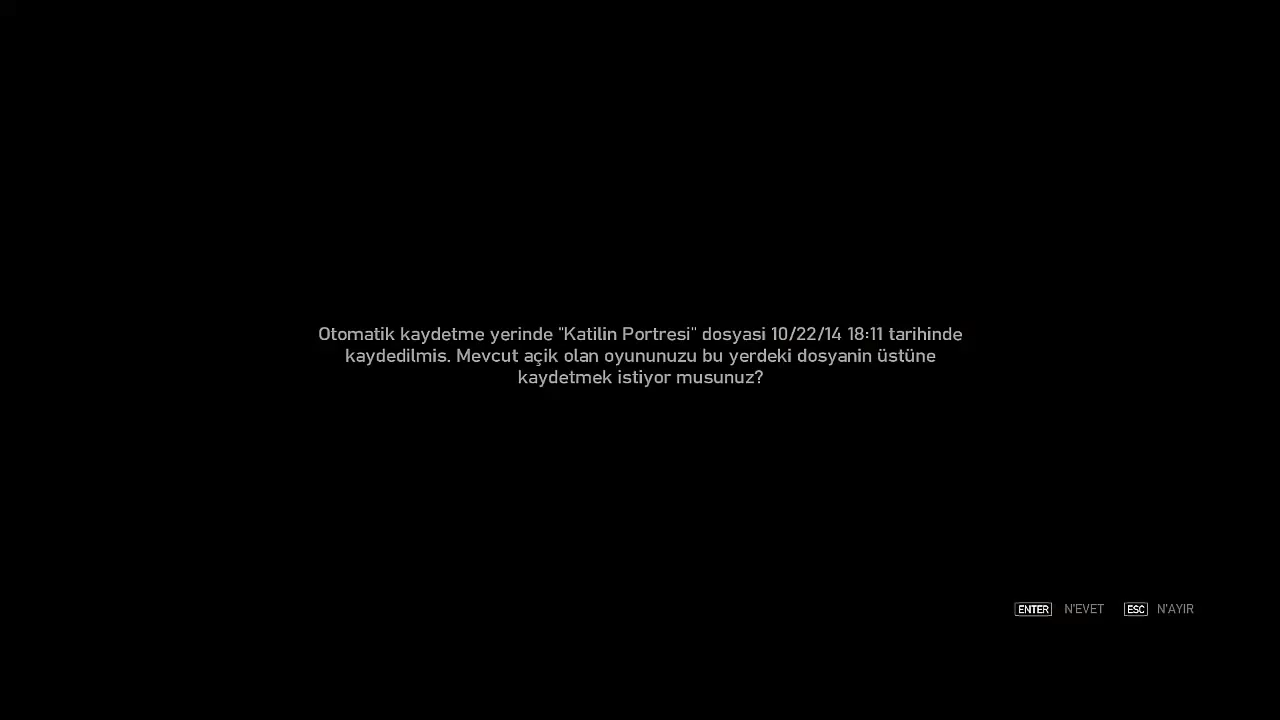 Otomatik kaydetme yerinde "Katilin Portresi" dosyasi 10/22/14 18:11 tarihinde
kaydedilmis. Mevcut açik olan oyununuzu bu yerdeki dosyanin üstüne
kaydetmek istiyor musunuz?
ENTER N'EVET ESC N'AYIR